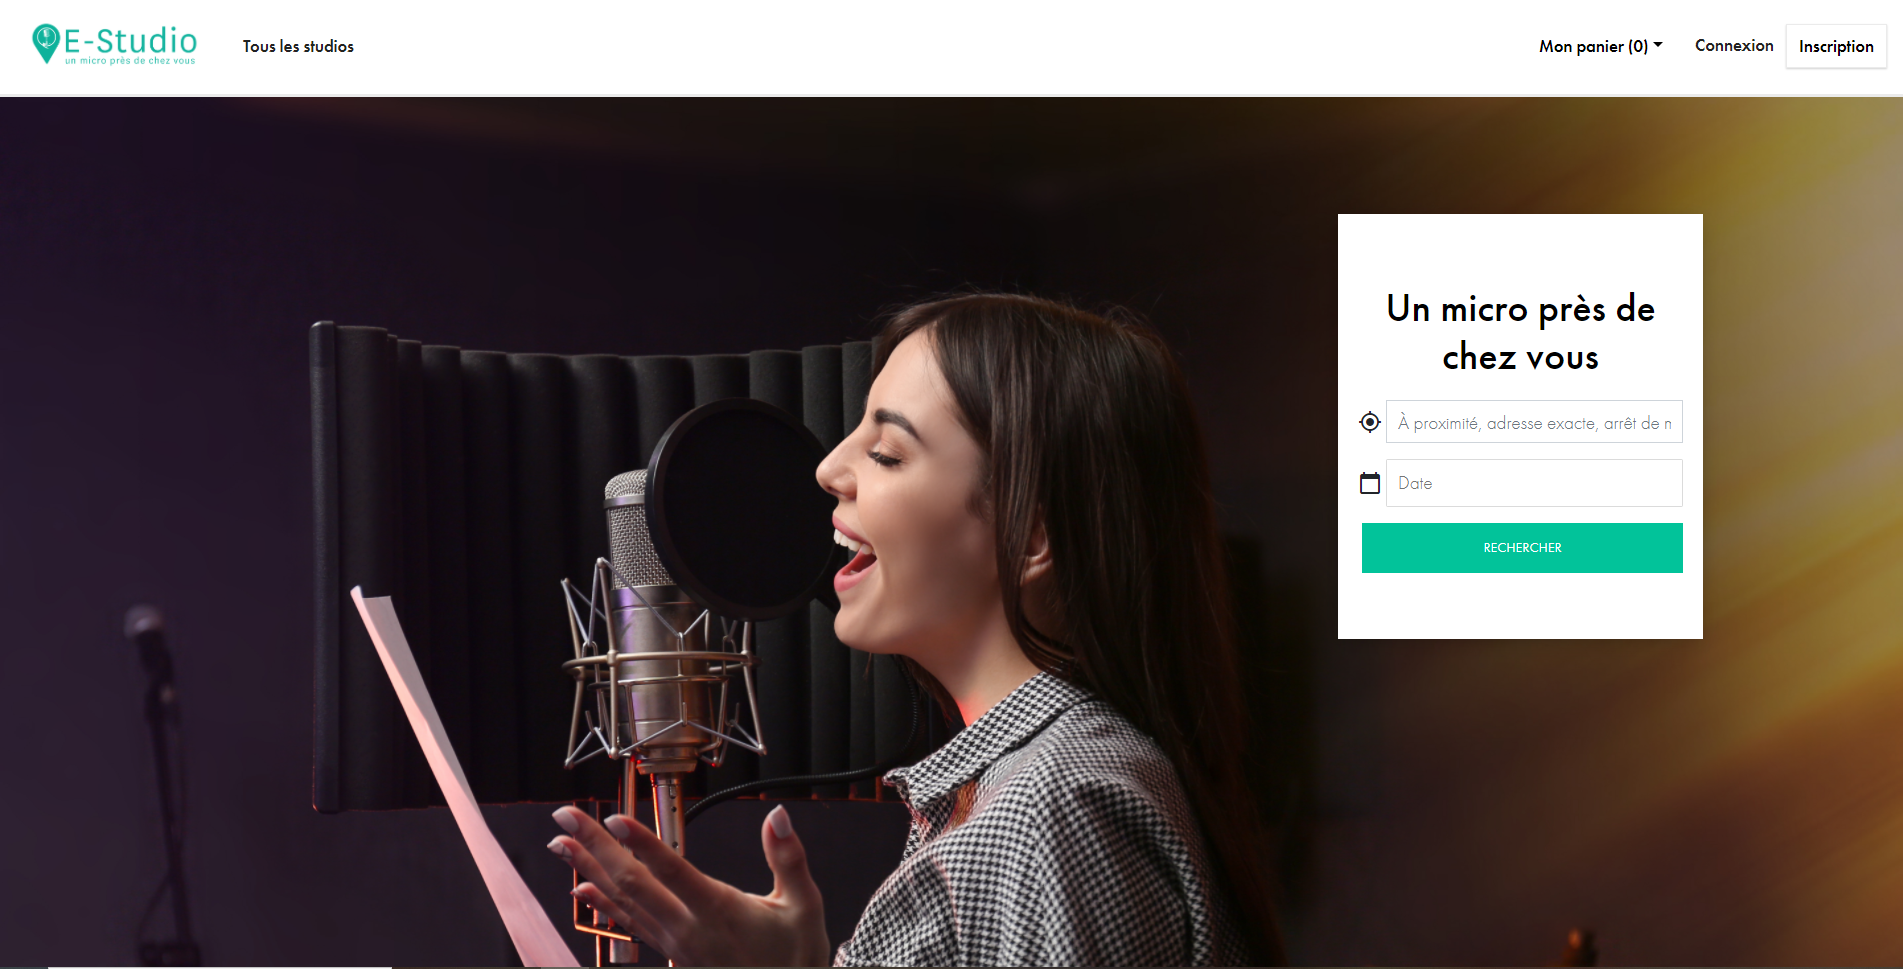 E-Studio
un micro près de chez vous
Tous les studios
Mon panier (0)
Connexion
Inscription
Un micro près de
chez vous
À proximité, adresse exacte, arrêt de
Date
RECHERCHER